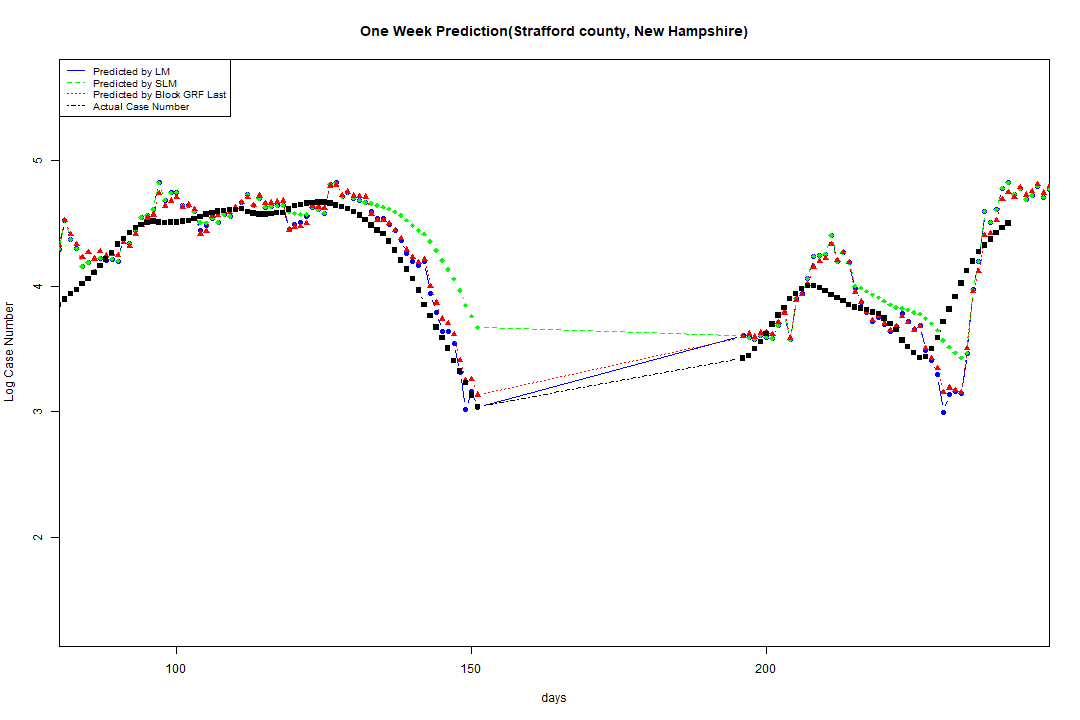 One Week Prediction(Strafford county, New Hampshire)
Predicted by LM
Predicted by SLM
Predicted by Block GRF Last
Actual Case Number
5
4
3
2
Log Case Number
100 150 200
days